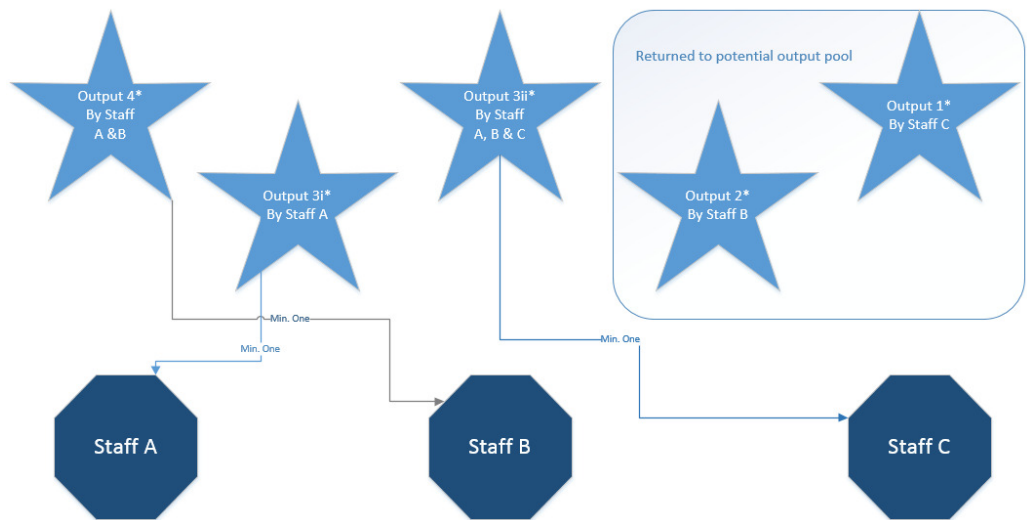 Output 4*
By Staff
A &B
Output 3i*
By Staff A
Output 3ii*
By Staff
A, B & C
Returned to potential output pool
Output 2*
By Staff B
Output 1*
By Staff C
Min. One
Min. One
Min. One
Staff A
Staff B
Staff C